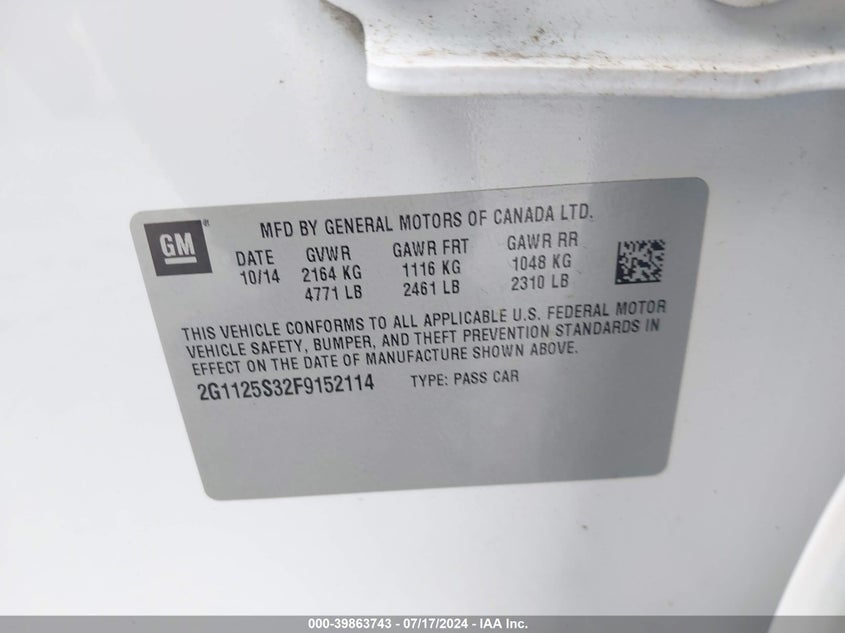 GM
MFD BY GENERAL MOTORS OF CANADA LTD.
DATE GVWR GAWR FRT GAWR RR
10/14 2164 KG 1116 KG 1048 KG
4771 LB 2461 LB 2310 LB
THIS VEHICLE CONFORMS TO ALL APPLICABLE U.S. FEDERAL MOTOR
VEHICLE SAFETY, BUMPER, AND THEFT PREVENTION STANDARDS IN
EFFECT ON THE DATE OF MANUFACTURE SHOWN ABOVE.
2G1125S32F9152114 TYPE: PASS CAR
000-39863743 - 07/17/2024 - IAA Inc.